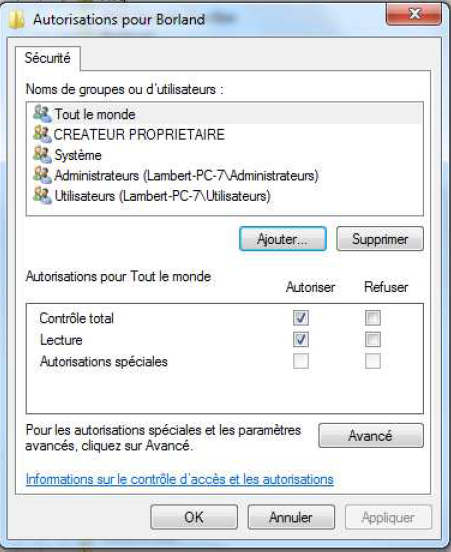 Autorisations pour Borland
Sécurité
Noms de groupes ou d'utilisateurs :
Tout le monde
CREATEUR PROPRIETAIRE
Système
Administrateurs (Lambert-PC-7\Administrateurs)
Utilisateurs (Lambert-PC-7\Utilisateurs)
Ajouter... Supprimer
Autorisations pour Tout le monde Autoriser Refuser
Contrôle total
Lecture
Autorisations spéciales
Pour les autorisations spéciales et les paramètres
avancés, cliquez sur Avancé.
Avancé
Informations sur le contrôle d'accès et les autorisations
OK Annuler Appliquer